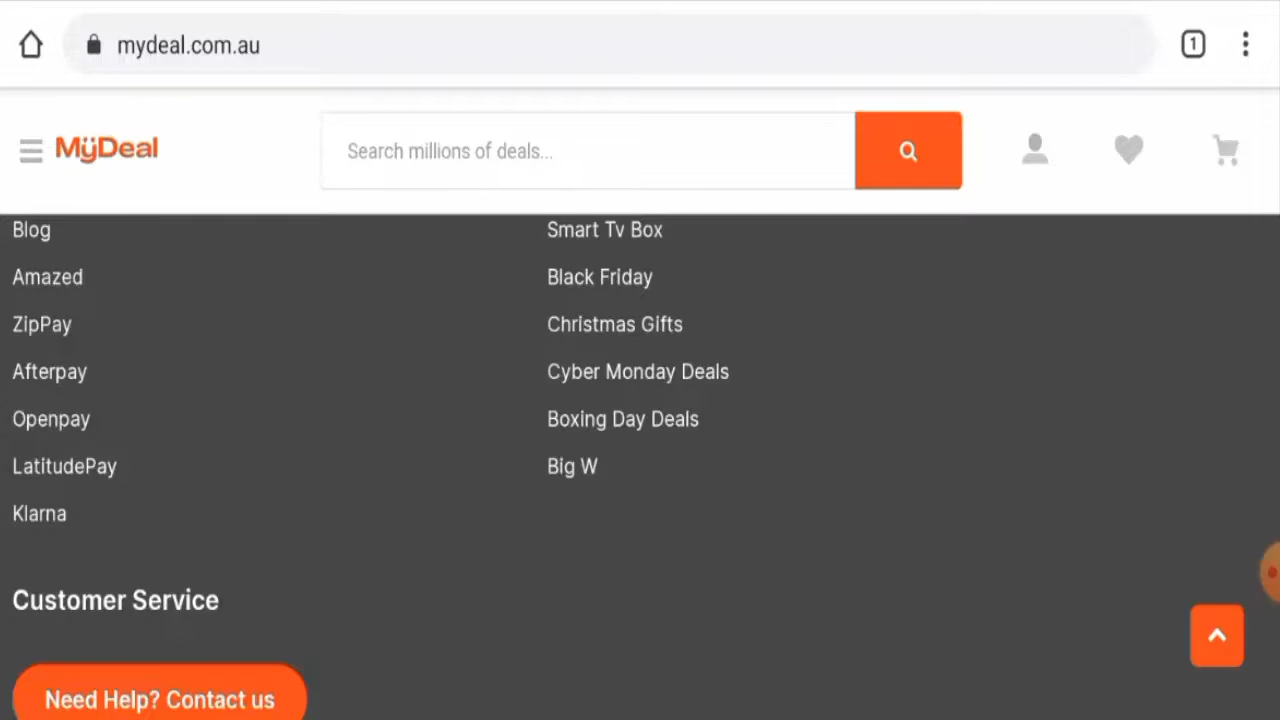 mydeal.com.au
1
MyDeal
Search millions of deals...
Blog
Amazed
ZipPay
Afterpay
Openpay
LatitudePay
Klarna
Smart Tv Box
Black Friday
Christmas Gifts
Cyber Monday Deals
Boxing Day Deals
Big W
Customer Service
Need Help? Contact us